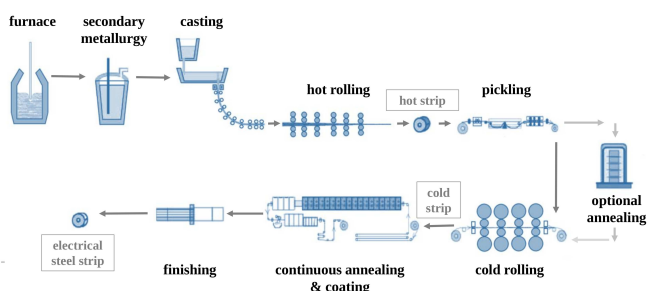 furnace
secondary
metallurgy
casting
hot rolling
hot strip
pickling
optional
annealing
cold
strip
electrical
steel strip
finishing
continuous annealing
& coating
cold rolling